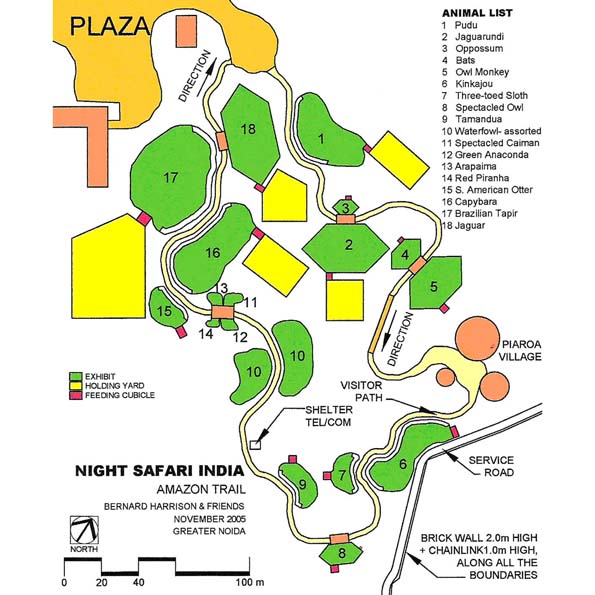 PLAZA
ANIMAL LIST
1 Pudu
2 Jaguarundi
3 Oppossum
4 Bats
5 Owl Monkey
6 Kinkajou
7 Three-toed Sloth
8 Spectacled Owl
9 Tamandua
10 Waterfowl- assorted
11 Spectacled Caiman
12 Green Anaconda
13 Arapaima
14 Red Piranha
15 S. American Otter
16 Capybara
17 Brazilian Tapir
18 Jaguar
DIRECTION
18
1
17
3
2
4
16
5
13
11
15
14
12
DIRECTION
PIAROA
VILLAGE
10
10
EXHIBIT
HOLDING YARD
FEEDING CUBICLE
VISITOR
PATH
SHELTER
TEL/COM
SERVICE
ROAD
6
7
9
8
NIGHT SAFARI INDIA
AMAZON TRAIL
BERNARD HARRISON & FRIENDS
NOVEMBER 2005
GREATER NOIDA
BRICK WALL 2.0m HIGH
+ CHAINLINK1.0m HIGH,
ALONG ALL THE
BOUNDARIES
NORTH
0 20 40 60 100 m